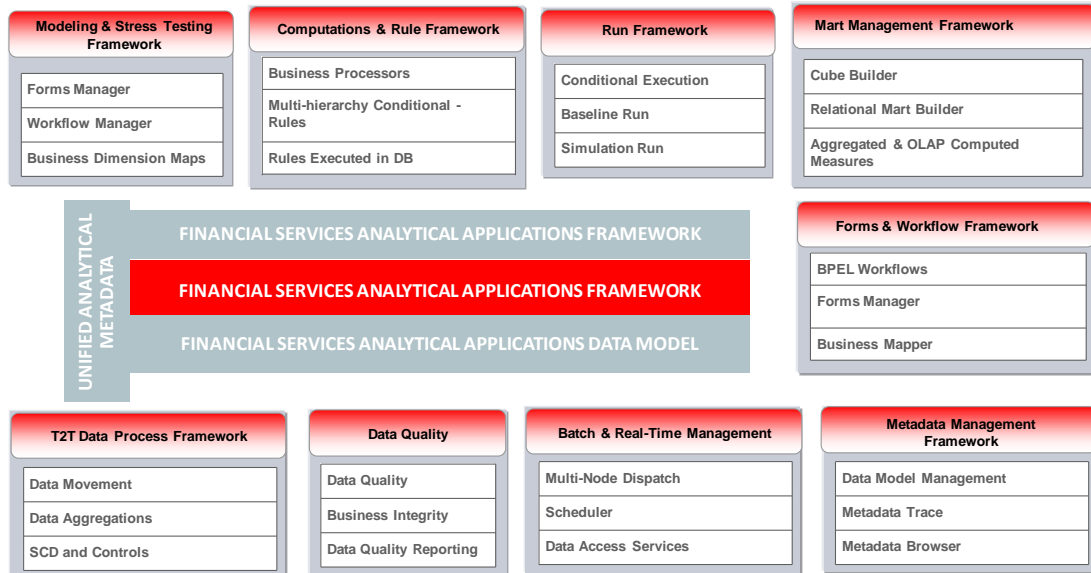 Modeling & Stress Testing
Framework
Forms Manager
Workflow Manager
Business Dimension Maps
Computations & Rule Framework
Business Processors
Multi-hierarchy Conditional -
Rules
Rules Executed in DB
Run Framework
Conditional Execution
Baseline Run
Simulation Run
Mart Management Framework
Cube Builder
Relational Mart Builder
Aggregated & OLAP Computed
Measures
UNIFIED ANALYTICAL
METADATA
FINANCIAL SERVICES ANALYTICAL APPLICATIONS FRAMEWORK
FINANCIAL SERVICES ANALYTICAL APPLICATIONS FRAMEWORK
FINANCIAL SERVICES ANALYTICAL APPLICATIONS DATA MODEL
Forms & Workflow Framework
BPEL Workflows
Forms Manager
Business Mapper
T2T Data Process Framework
Data Movement
Data Aggregations
SCD and Controls
Data Quality
Data Quality
Business Integrity
Data Quality Reporting
Batch & Real-Time Management
Multi-Node Dispatch
Scheduler
Data Access Services
Metadata Management
Framework
Data Model Management
Metadata Trace
Metadata Browser